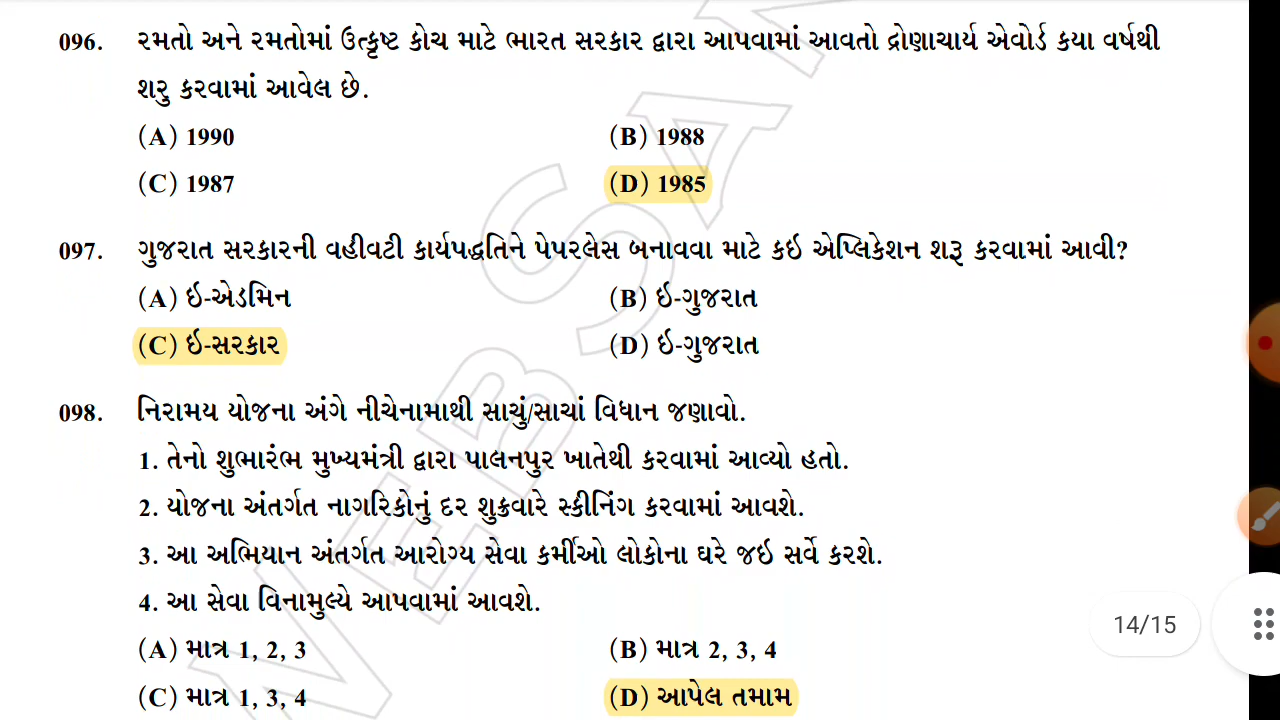 096. રમતો અને રમતોમાં ઉત્કૃષ્ટ કોચ માટે ભારત સરકાર દ્વારા આપવામાં આવતો દ્રોણાચાર્ય એવોર્ડ કયા વર્ષથી
શરુ કરવામાં આવેલ છે.
(A) 1990 (B) 1988
(C) 1987 (D) 1985
097. ગુજરાત સરકારની વહીવટી કાર્યપદ્ધતિને પેપરલેસ બનાવવા માટે કઇ એપ્લિકેશન શરૂ કરવામાં આવી?
(A) ઇ-એડમિન (B) ઇ-ગુજરાત
(C) ઇ-સરકાર (D) ઇ-ગુજરાત
098. નિરામય યોજના અંગે નીચેનામાથી સાચું/સાચાં વિધાન જણાવો.
1. તેનો શુભારંભ મુખ્યમંત્રી દ્વારા પાલનપુર ખાતેથી કરવામાં આવ્યો હતો.
2. યોજના અંતર્ગત નાગરિકોનું દર શુક્રવારે સ્કીનિંગ કરવામાં આવશે.
3. આ અભિયાન અંતર્ગત આરોગ્ય સેવા કર્મીઓ લોકોના ઘરે જઇ સર્વે કરશે.
4. આ સેવા વિનામુલ્યે આપવામાં આવશે.
(A) માત્ર 1, 2, 3 (B) માત્ર 2, 3, 4
(C) માત્ર 1, 3, 4 (D) આપેલ તમામ
14/15
WEBSAN